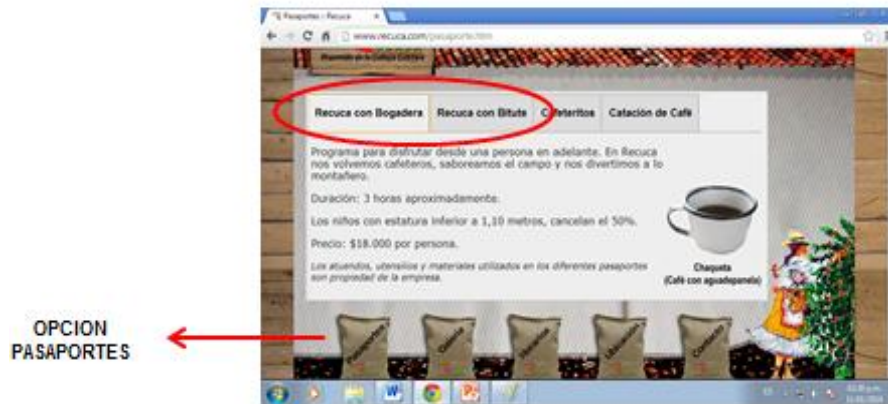 Pasaportes - Recuca
www.recuca.com/pasaporte.htm
Recuca con Bogadera
Recuca con Bitute
Cafeteritos
Catación de Café
Programa para disfrutar desde una persona en adelante. En Recuca
nos volvemos cafeteros, saboreamos el campo y nos divertimos a lo
montañero.
Duración: 3 horas aproximadamente.
Los niños con estatura inferior a 1,10 metros, cancelan el 50%.
Precio: $18.000 por persona.
Los atuendos, utensilios y materiales utilizados en los diferentes pasaportes
son propiedad de la empresa.
Chaqueta
(Café con aguadepanela)
OPCION
PASAPORTES
Pasaportes
Galería
Horarios
Ubicación
Contacto